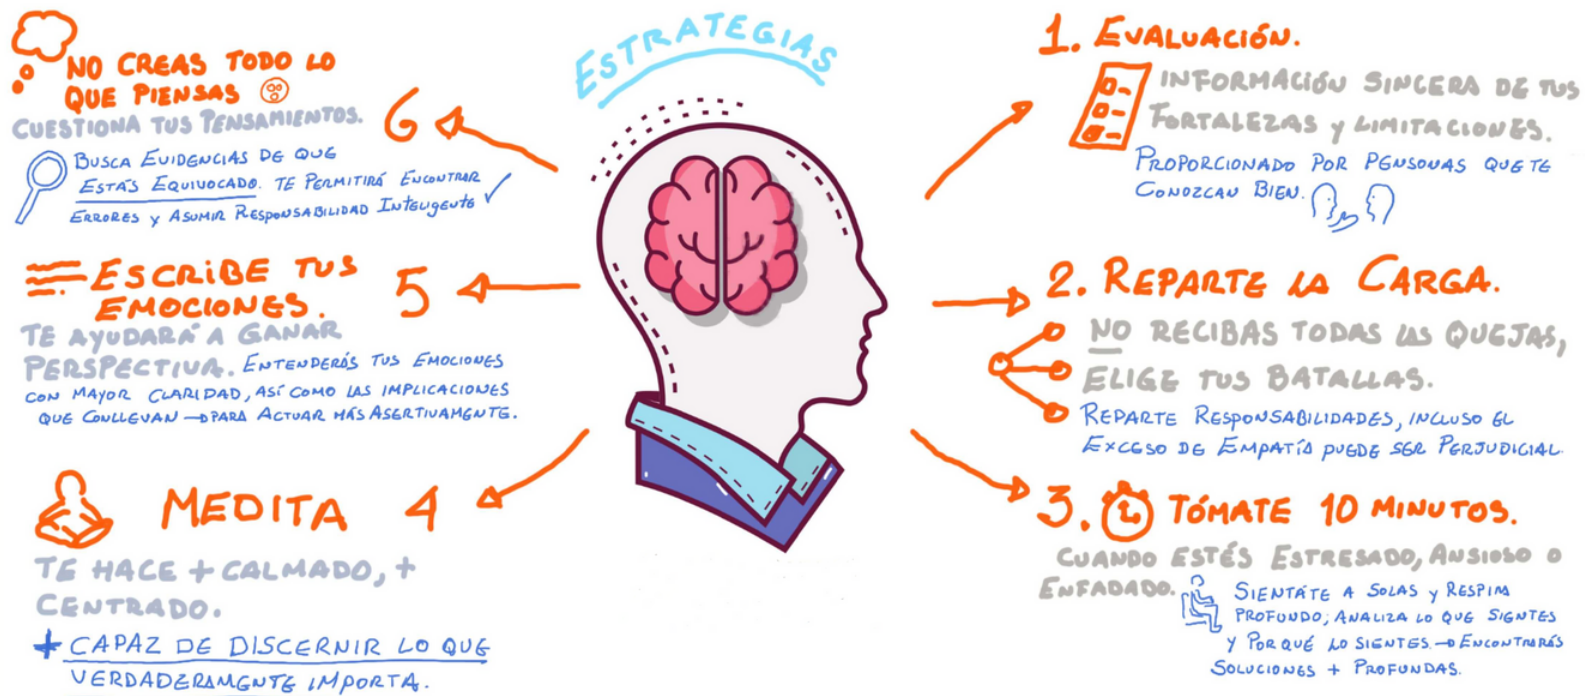 ESTRATEGIAS
1. EVALUACIÓN.
INFORMACIÓN SINCERA DE TUS
FORTALEZAS Y LIMITACIONES.
PROPORCIONADO POR PENSONAS QUE TE
CONOZCAN BIEN.
2. REPARTE LA CARGA.
NO RECIBAS TODAS LAS QUEJAS,
ELIGE TUS BATALLAS.
REPARTE RESPONSABILIDADES, INCLUSO EL
EXCESO DE EMPATÍA PUEDE SER PERJUDICIAL.
3. TÓMATE 10 MINUTOS.
CUANDO ESTÉS ESTRESADO, ANSIOSO O
ENFADADO.
SIENTATE A SOLAS Y RESPIRA
PROFUNDO; ANALIZA LO QUE SIENTES
Y POR QUÉ LO SIENTES. → ENCONTRARÁS
SOLUCIONES + PROFUNDAS.
MEDITA 4
TE HACE + CALMADO, +
CENTRADO.
+ CAPAZ DE DISCERNIR LO QUE
VERDADERAMENTE IMPORTA.
ESCRIBE TUS
EMOCIONES. 5
TE AYUDARÁ A GANAR
PERSPECTIVA. ENTENDERÁS TUS EMOCIONES
CON MAYOR CLARIDAD, ASÍ COMO LAS IMPLICACIONES
QUE CONLLEVAN → PARA ACTUAR MÁS ASERTIVAMENTE.
NO CREAS TODO LO
QUE PIENSAS
CUESTIONA TUS PENSAMIENTOS. 6
BUSCA EVIDENCIAS DE QUE
ESTÁS EQUIVOCADO. TE PERMITIRÁ ENCONTRAR
ERRORES Y ASUMIR RESPONSABILIDAD INTELIGENTE ✓